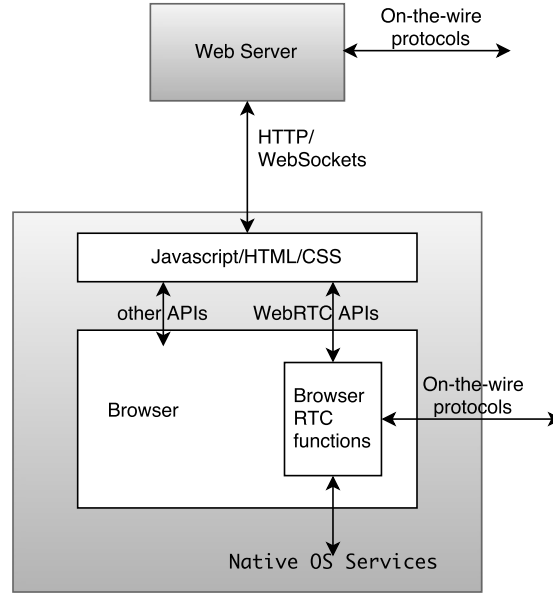 On-the-wire
protocols
Web Server
HTTP/
WebSockets
Javascript/HTML/CSS
other APIs
WebRTC APIs
Browser
Browser
RTC
functions
On-the-wire
protocols
Native OS Services